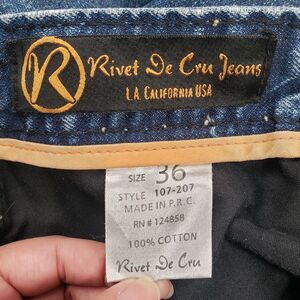 R
Rivet De Cru Jeans
L.A. CALIFORNIA USA
SIZE 36
STYLE 107-207
MADE IN P.R.C.
RN # 124858
100% COTTON
Rivet De Cru